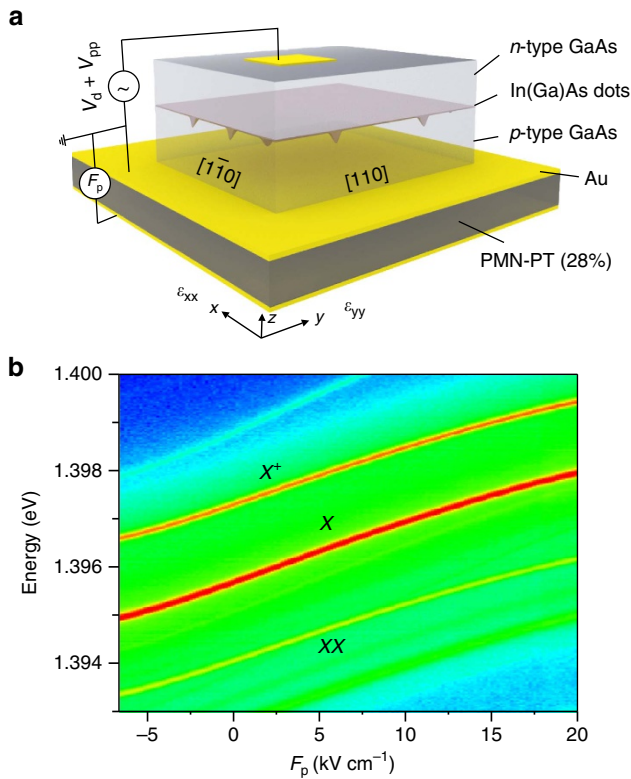 a
V_d + V_pp
~
F_p
n-type GaAs
In(Ga)As dots
p-type GaAs
[11̄0]
[110]
Au
PMN-PT (28%)
ε_xx
x
z
y
ε_yy
b
1.400
1.398
1.396
1.394
Energy (eV)
X⁺
X
XX
−5
0
5
10
15
20
F_p (kV cm⁻¹)